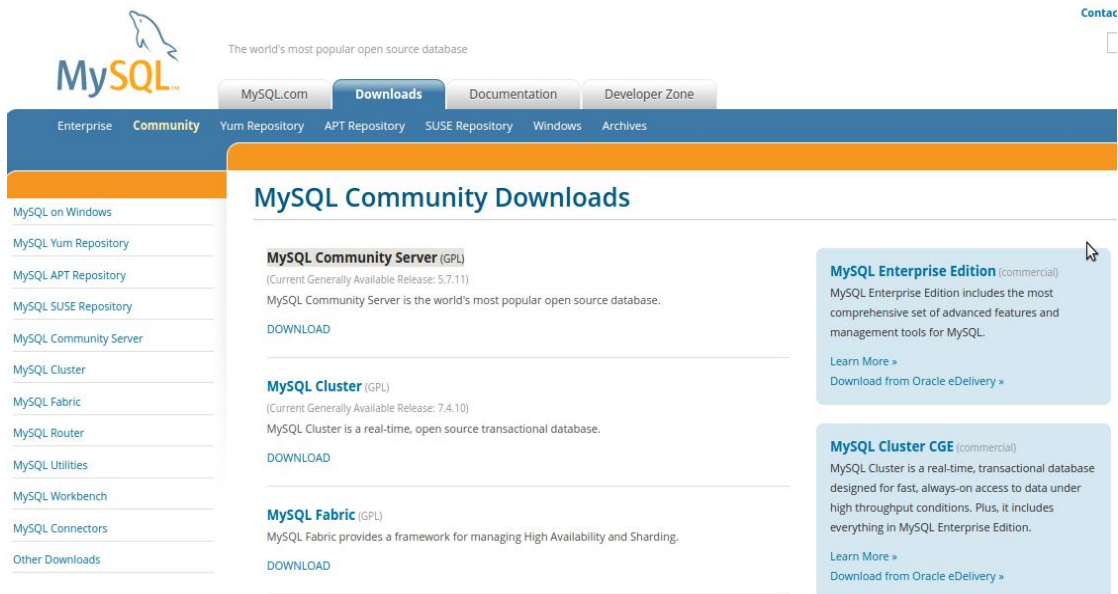 Contac
The world's most popular open source database
MySQL™
MySQL.com Downloads Documentation Developer Zone
Enterprise Community Yum Repository APT Repository SUSE Repository Windows Archives
MySQL on Windows
MySQL Yum Repository
MySQL APT Repository
MySQL SUSE Repository
MySQL Community Server
MySQL Cluster
MySQL Fabric
MySQL Router
MySQL Utilities
MySQL Workbench
MySQL Connectors
Other Downloads
MySQL Community Downloads
MySQL Community Server (GPL)
(Current Generally Available Release: 5.7.11)
MySQL Community Server is the world's most popular open source database.
DOWNLOAD
MySQL Cluster (GPL)
(Current Generally Available Release: 7.4.10)
MySQL Cluster is a real-time, open source transactional database.
DOWNLOAD
MySQL Fabric (GPL)
MySQL Fabric provides a framework for managing High Availability and Sharding.
DOWNLOAD
MySQL Enterprise Edition (commercial)
MySQL Enterprise Edition includes the most
comprehensive set of advanced features and
management tools for MySQL.
Learn More »
Download from Oracle eDelivery »
MySQL Cluster CGE (commercial)
MySQL Cluster is a real-time, transactional database
designed for fast, always-on access to data under
high throughput conditions. Plus, it includes
everything in MySQL Enterprise Edition.
Learn More »
Download from Oracle eDelivery »